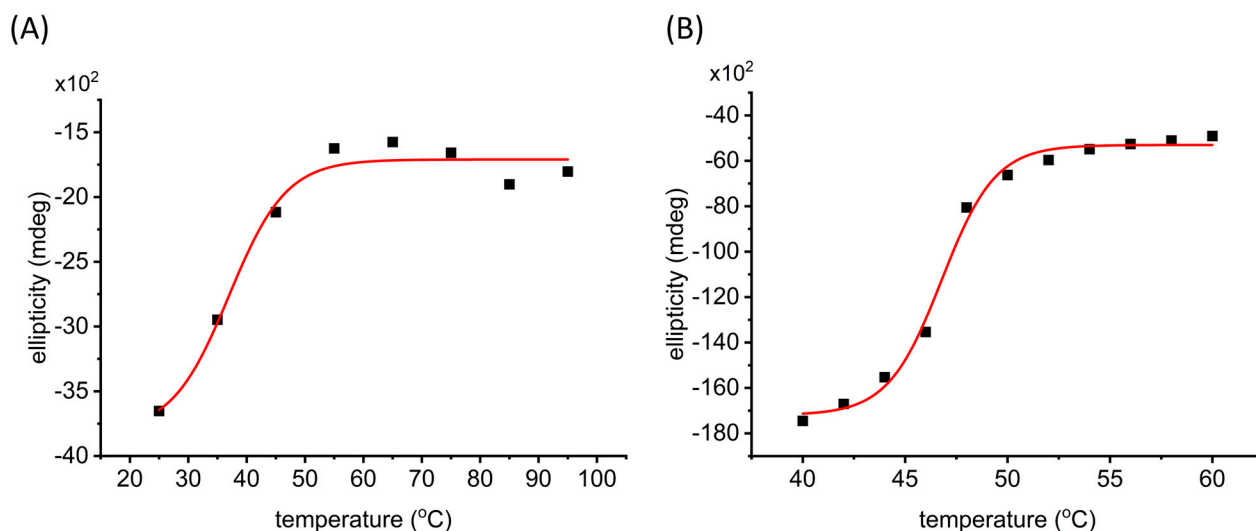 (A)
x10²
-15
-20
-25
-30
-35
-40
ellipticity (mdeg)
20 30 40 50 60 70 80 90 100
temperature (°C)
(B)
x10²
-40
-60
-80
-100
-120
-140
-160
-180
ellipticity (mdeg)
40 45 50 55 60
temperature (°C)